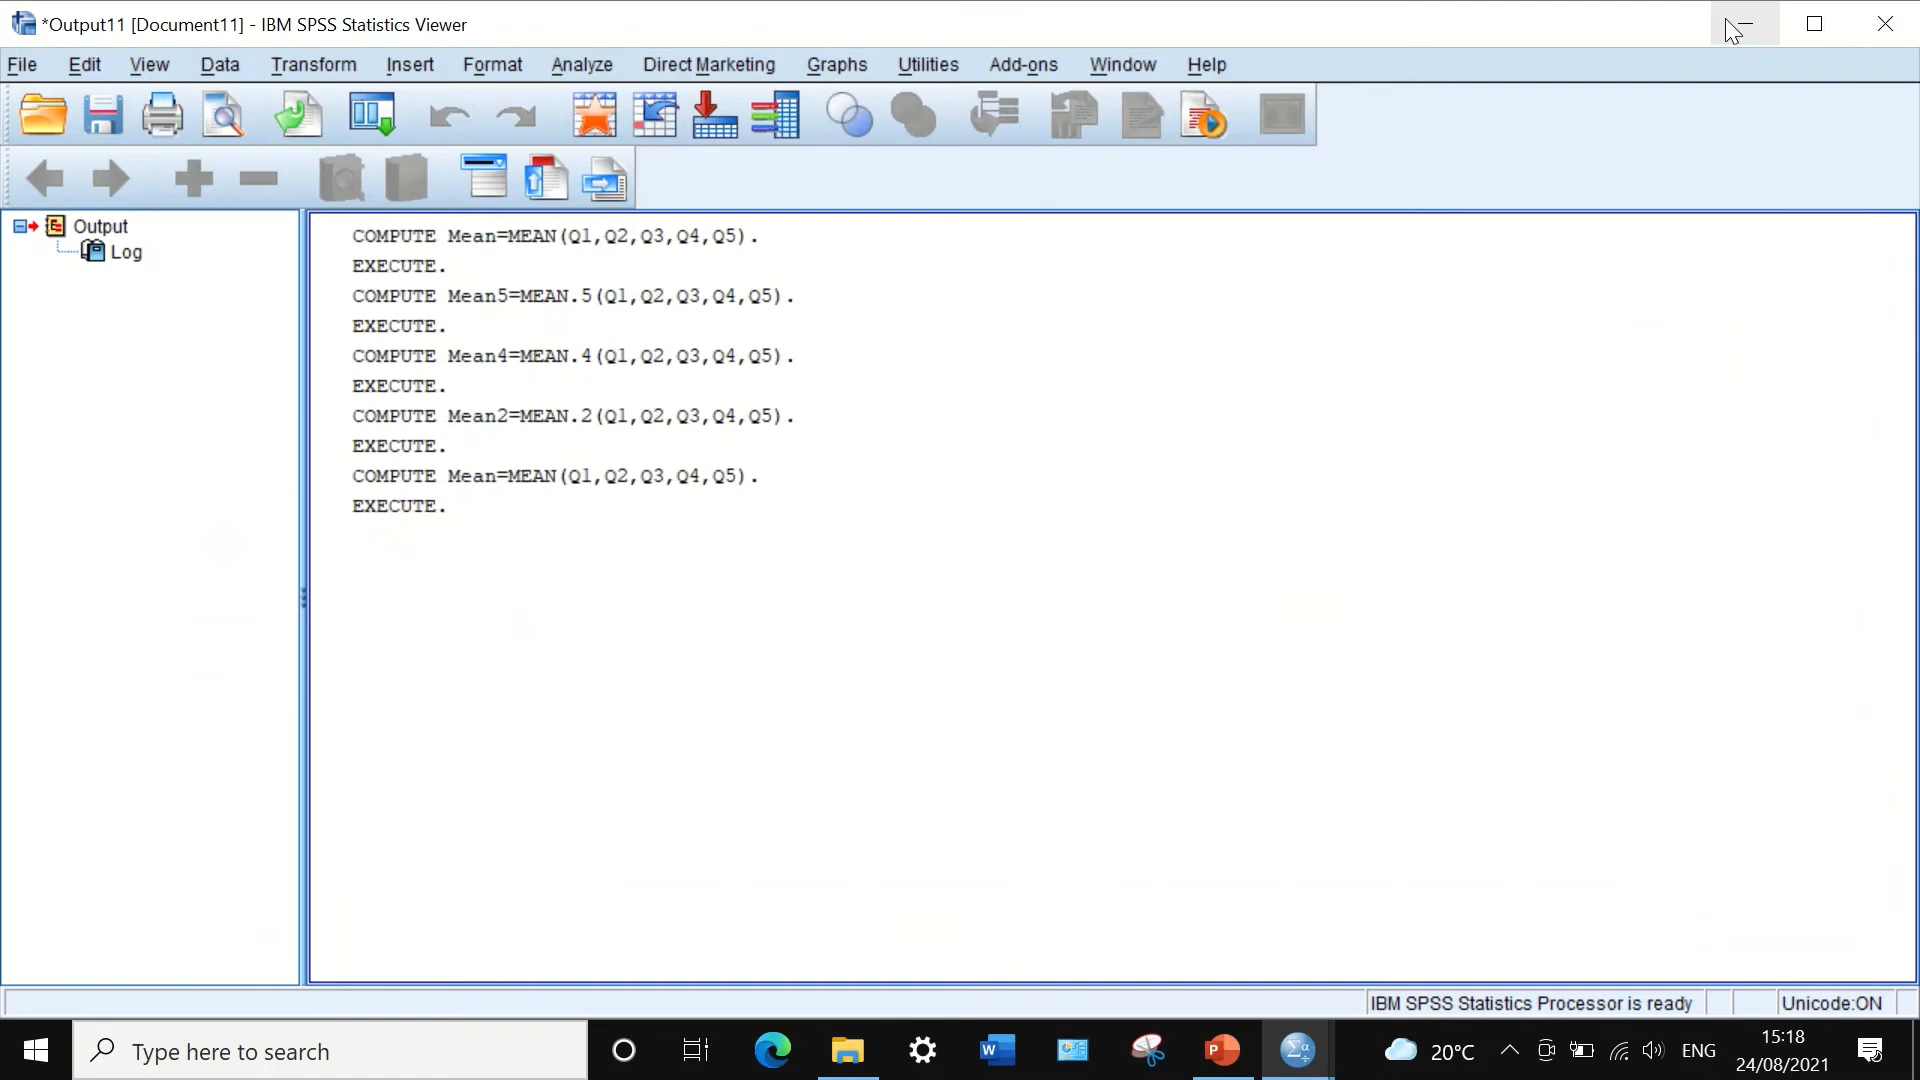 *Output11 [Document11] - IBM SPSS Statistics Viewer
File Edit View Data Transform Insert Format Analyze Direct Marketing Graphs Utilities Add-ons Window Help
Output
Log
COMPUTE Mean=MEAN(Q1,Q2,Q3,Q4,Q5).
EXECUTE.
COMPUTE Mean5=MEAN.5(Q1,Q2,Q3,Q4,Q5).
EXECUTE.
COMPUTE Mean4=MEAN.4(Q1,Q2,Q3,Q4,Q5).
EXECUTE.
COMPUTE Mean2=MEAN.2(Q1,Q2,Q3,Q4,Q5).
EXECUTE.
COMPUTE Mean=MEAN(Q1,Q2,Q3,Q4,Q5).
EXECUTE.
IBM SPSS Statistics Processor is ready Unicode:ON
Type here to search
20°C ENG
15:18
24/08/2021